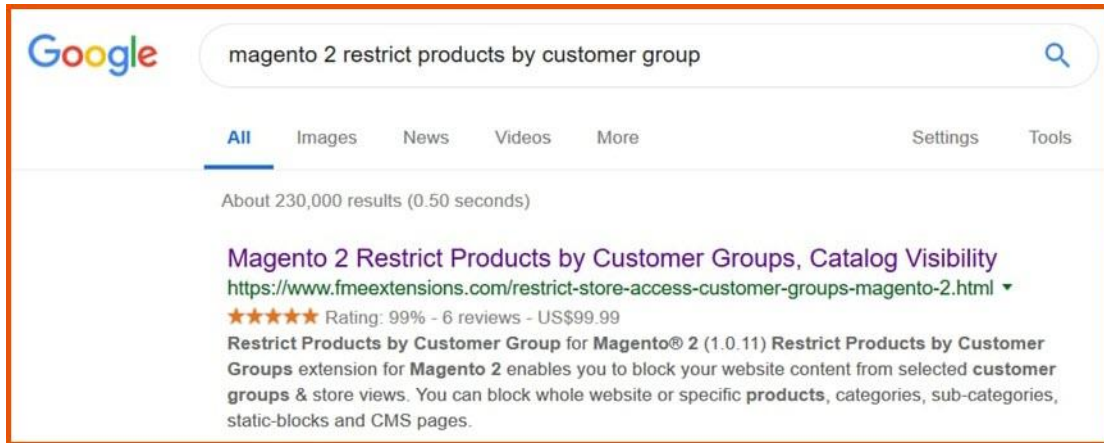 Google
magento 2 restrict products by customer group
All Images News Videos More Settings Tools
About 230,000 results (0.50 seconds)
Magento 2 Restrict Products by Customer Groups, Catalog Visibility
https://www.fmeextensions.com/restrict-store-access-customer-groups-magento-2.html
Rating: 99% - 6 reviews - US$99.99
Restrict Products by Customer Group for Magento® 2 (1.0.11) Restrict Products by Customer
Groups extension for Magento 2 enables you to block your website content from selected customer
groups & store views. You can block whole website or specific products, categories, sub-categories,
static-blocks and CMS pages.